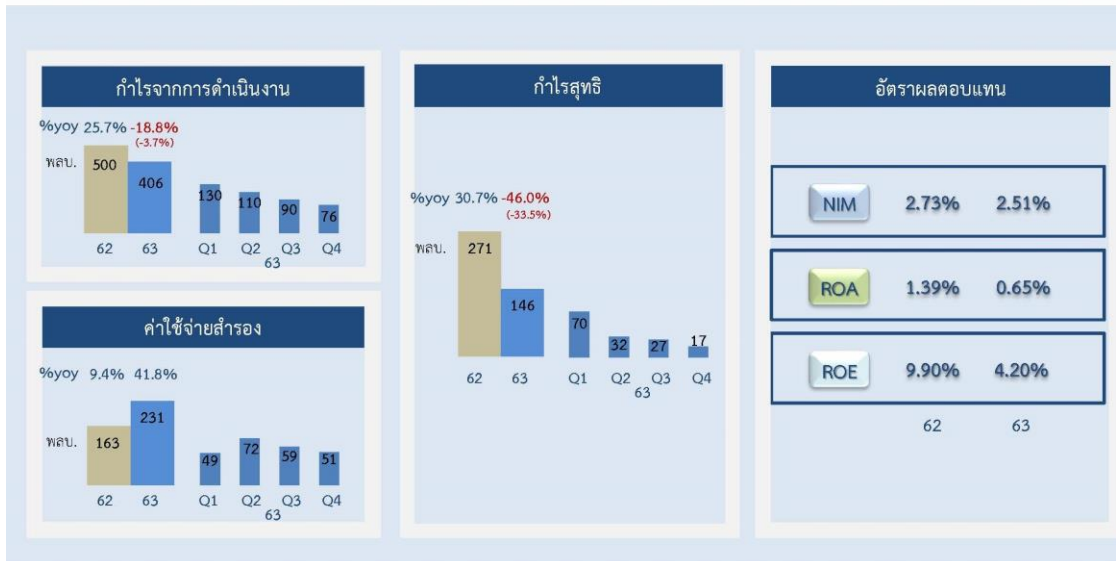 กำไรจากการดำเนินงาน
%yoy 25.7% -18.8%
(-3.7%)
พลบ. 500 406 130 110 90 76
62 63 Q1 Q2 Q3 Q4
63
ค่าใช้จ่ายสำรอง
%yoy 9.4% 41.8%
พลบ. 163 231 49 72 59 51
62 63 Q1 Q2 Q3 Q4
63
กำไรสุทธิ
%yoy 30.7% -46.0%
(-33.5%)
พลบ. 271 146 70 32 27 17
62 63 Q1 Q2 Q3 Q4
63
อัตราผลตอบแทน
NIM 2.73% 2.51%
ROA 1.39% 0.65%
ROE 9.90% 4.20%
62 63